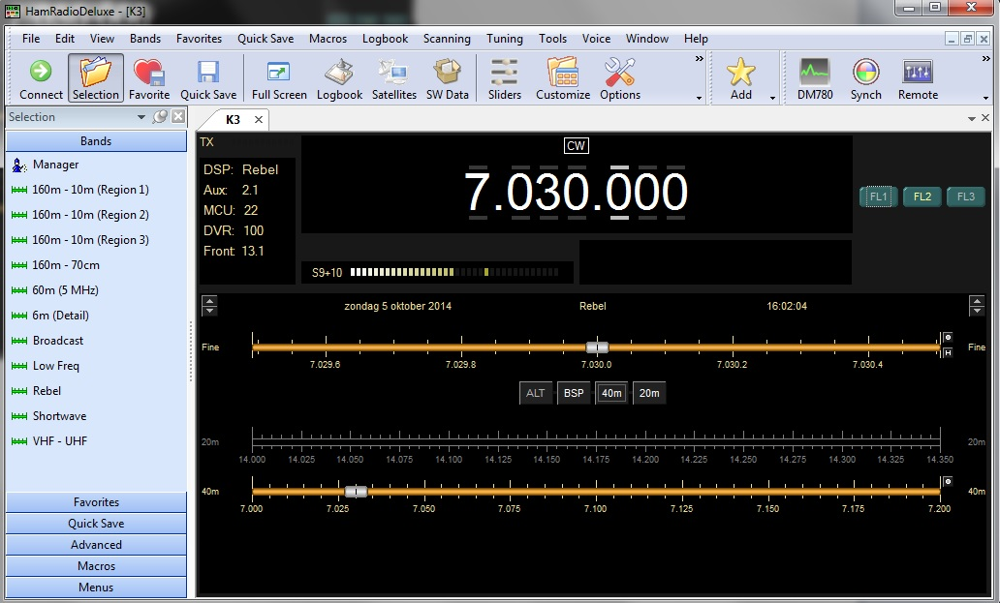 HamRadioDeluxe - [K3]
File Edit View Bands Favorites Quick Save Macros Logbook Scanning Tuning Tools Voice Window Help
Connect Selection Favorite Quick Save Full Screen Logbook Satellites SW Data Sliders Customize Options Add DM780 Synch Remote
Selection
K3
Bands
Manager
160m - 10m (Region 1)
160m - 10m (Region 2)
160m - 10m (Region 3)
160m - 70cm
60m (5 MHz)
6m (Detail)
Broadcast
Low Freq
Rebel
Shortwave
VHF - UHF
Favorites
Quick Save
Advanced
Macros
Menus
TX
DSP: Rebel
Aux: 2.1
MCU: 22
DVR: 100
Front: 13.1
CW
7.030.000
FL1 FL2 FL3
S9+10
zondag 5 oktober 2014 Rebel 16:02:04
Fine Fine
H
7.029.6 7.029.8 7.030.0 7.030.2 7.030.4
ALT BSP 40m 20m
20m 20m
14.000 14.025 14.050 14.075 14.100 14.125 14.150 14.175 14.200 14.225 14.250 14.275 14.300 14.325 14.350
40m 40m
7.000 7.025 7.050 7.075 7.100 7.125 7.150 7.175 7.200